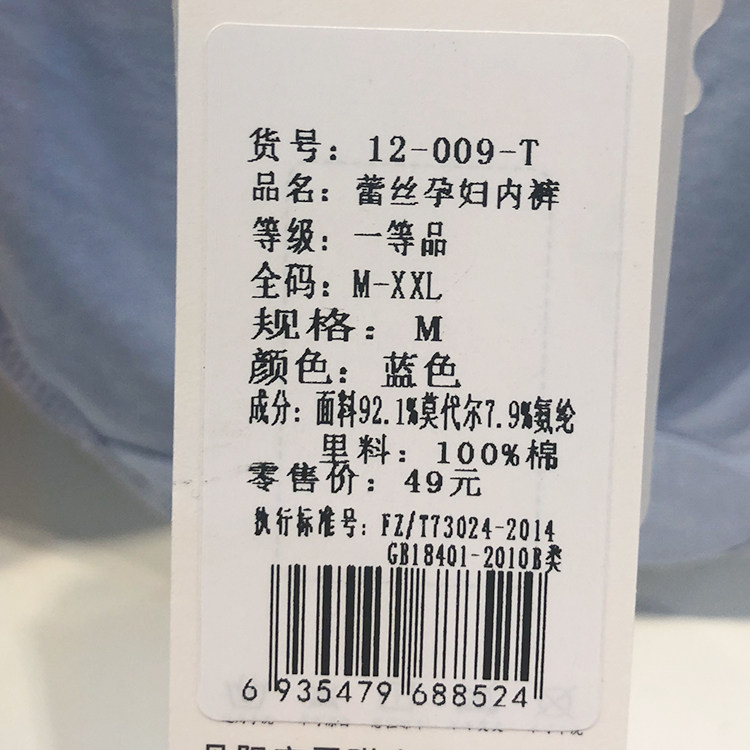 货号：12-009-T
品名：蕾丝孕妇内裤
等级：一等品
全码：M-XXL
规格：M
颜色：蓝色
成分：面料92.1%莫代尔7.9%氨纶
里料：100%棉
零售价：49元
执行标准号：FZ/T73024-2014
GB18401-2010B类
6 935479 688524